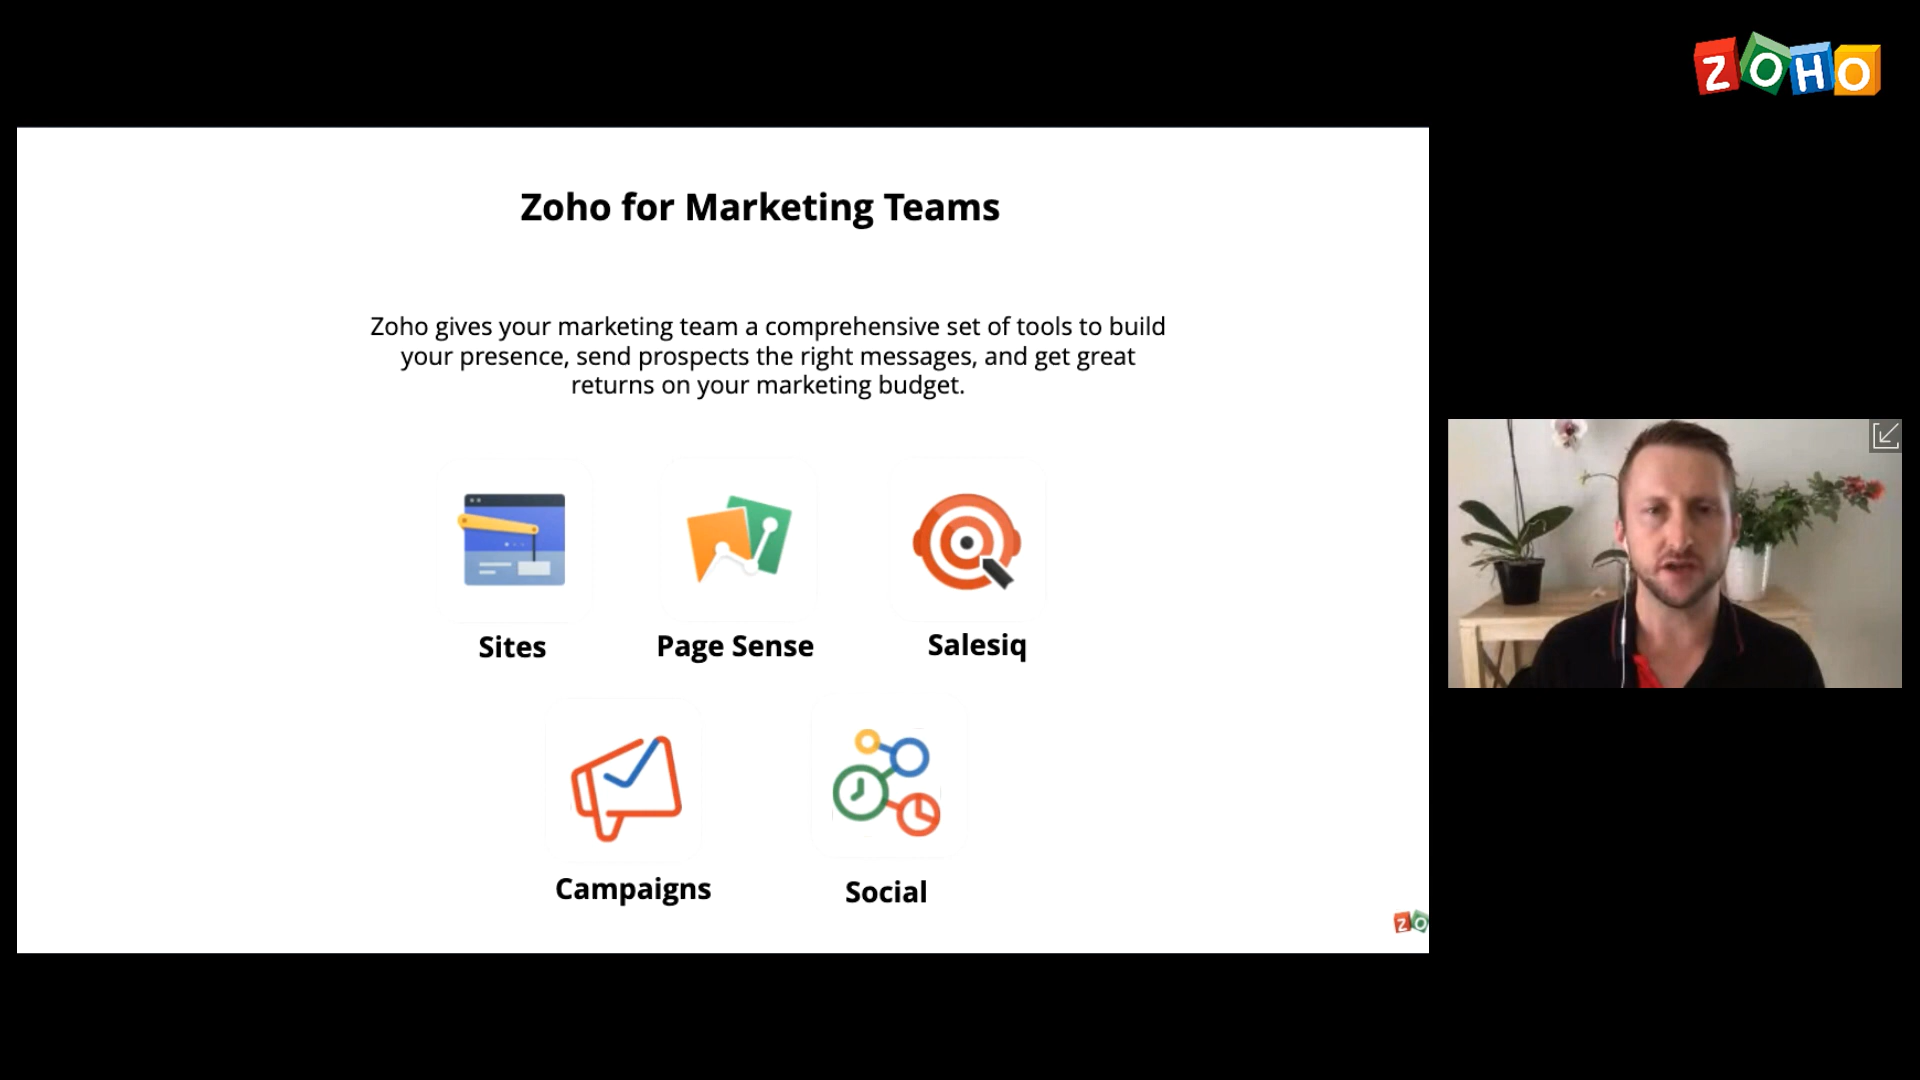 ZOHO
Zoho for Marketing Teams
Zoho gives your marketing team a comprehensive set of tools to build
your presence, send prospects the right messages, and get great
returns on your marketing budget.
Sites
Page Sense
Salesiq
Campaigns
Social
ZO